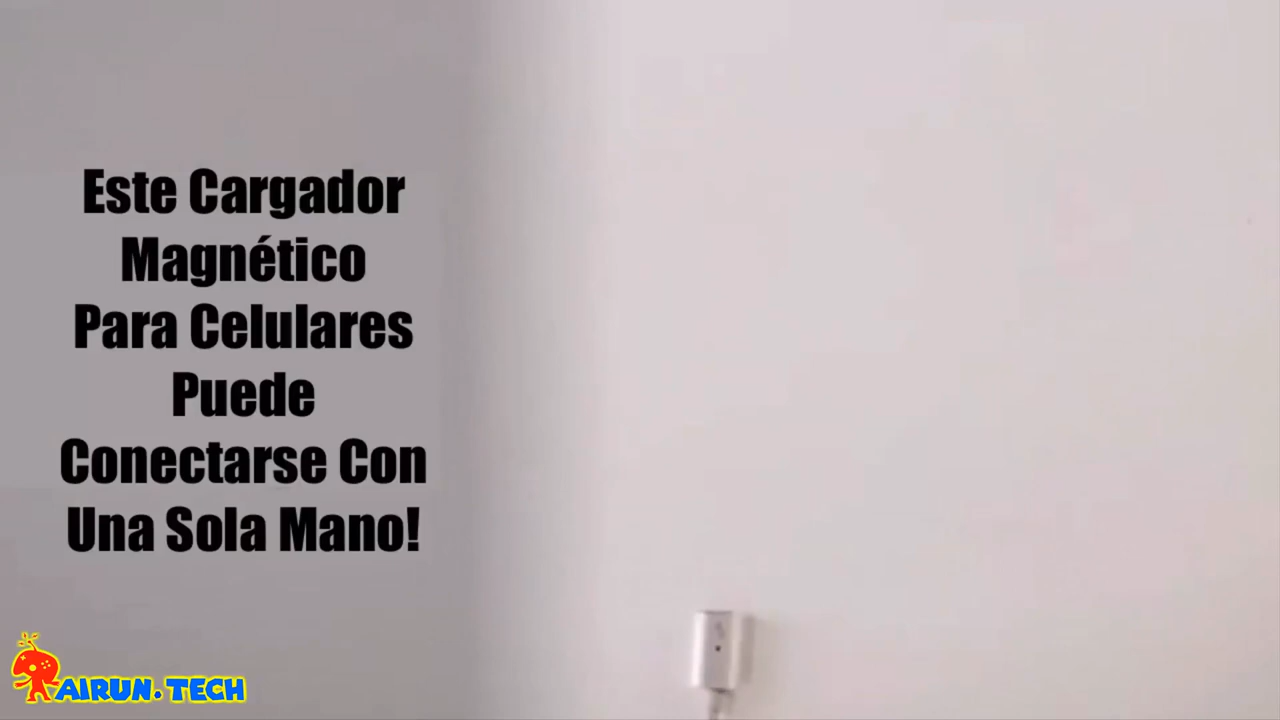 Este Cargador
Magnético
Para Celulares
Puede
Conectarse Con
Una Sola Mano!
AIRUN.TECH